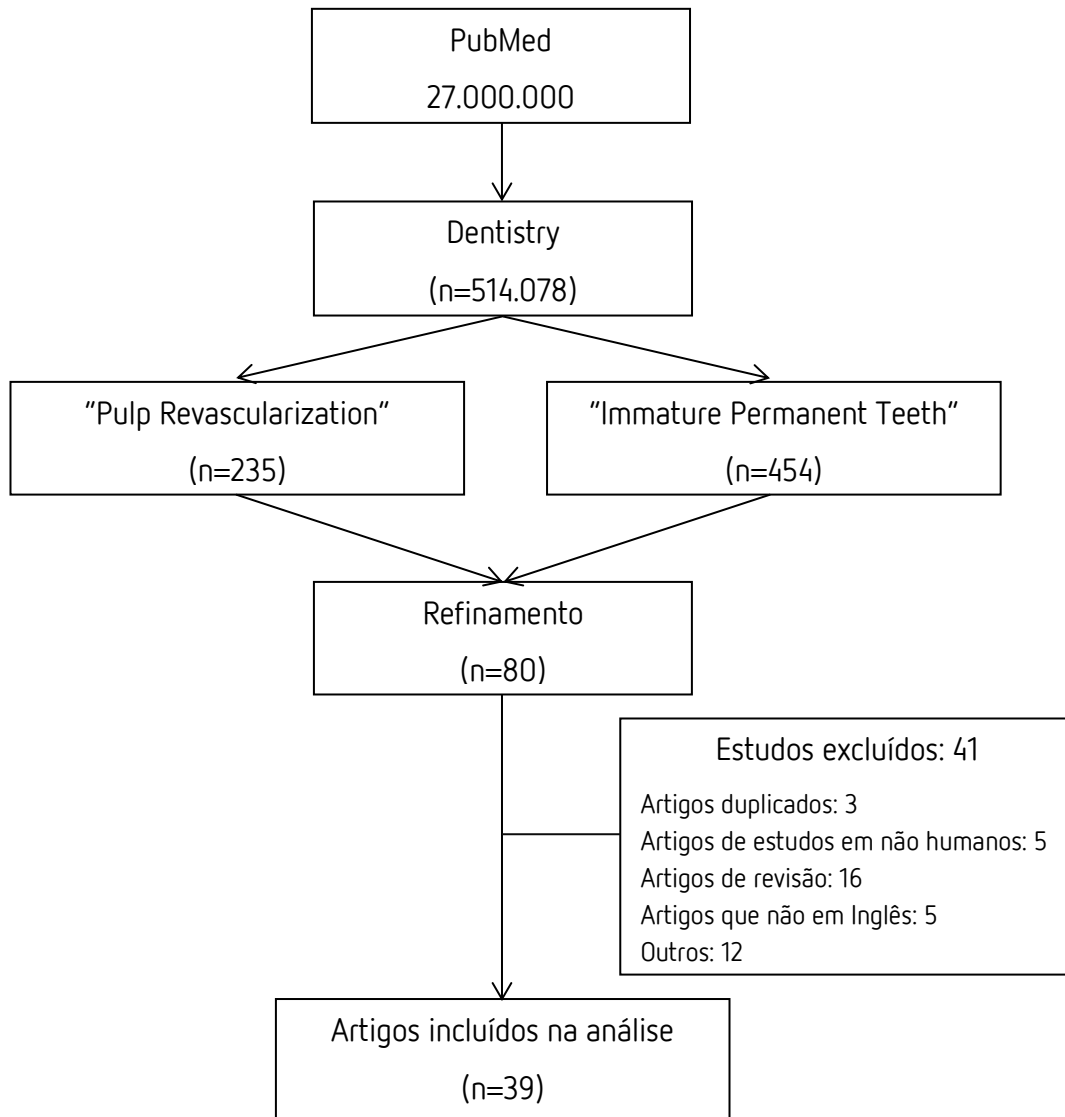 PubMed
27.000.000
Dentistry
(n=514.078)
"Pulp Revascularization"
(n=235)
"Immature Permanent Teeth"
(n=454)
Refinamento
(n=80)
Estudos excluídos: 41
Artigos duplicados: 3
Artigos de estudos em não humanos: 5
Artigos de revisão: 16
Artigos que não em Inglês: 5
Outros: 12
Artigos incluídos na análise
(n=39)